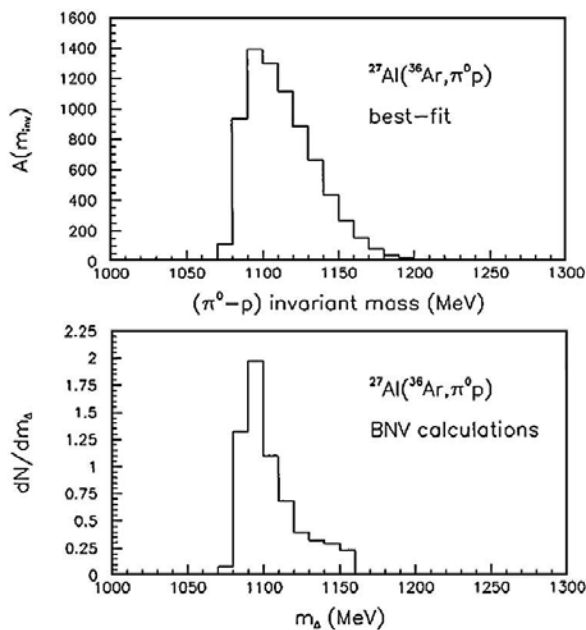 1600
1400
1200
1000
800
600
400
200
0
A(m_inv)
²⁷Al(³⁶Ar,π⁰p)
best-fit
1000 1050 1100 1150 1200 1250 1300
(π⁰-p) invariant mass (MeV)
2.25
2
1.75
1.5
1.25
1
0.75
0.5
0.25
0
dN/dm_Δ
²⁷Al(³⁶Ar,π⁰p)
BNV calculations
1000 1050 1100 1150 1200 1250 1300
m_Δ (MeV)